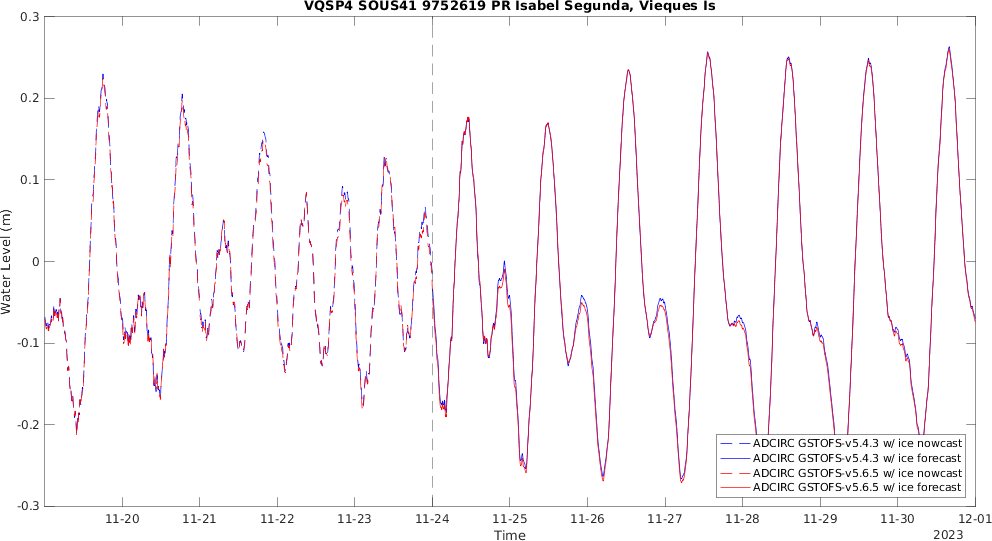 VQSP4 SOUS41 9752619 PR Isabel Segunda, Vieques Is
0.3
0.2
0.1
0
-0.1
-0.2
-0.3
Water Level (m)
ADCIRC GSTOFS-v5.4.3 w/ ice nowcast
ADCIRC GSTOFS-v5.4.3 w/ ice forecast
ADCIRC GSTOFS-v5.6.5 w/ ice nowcast
ADCIRC GSTOFS-v5.6.5 w/ ice forecast
11-20 11-21 11-22 11-23 11-24 11-25 11-26 11-27 11-28 11-29 11-30 12-01
Time
2023